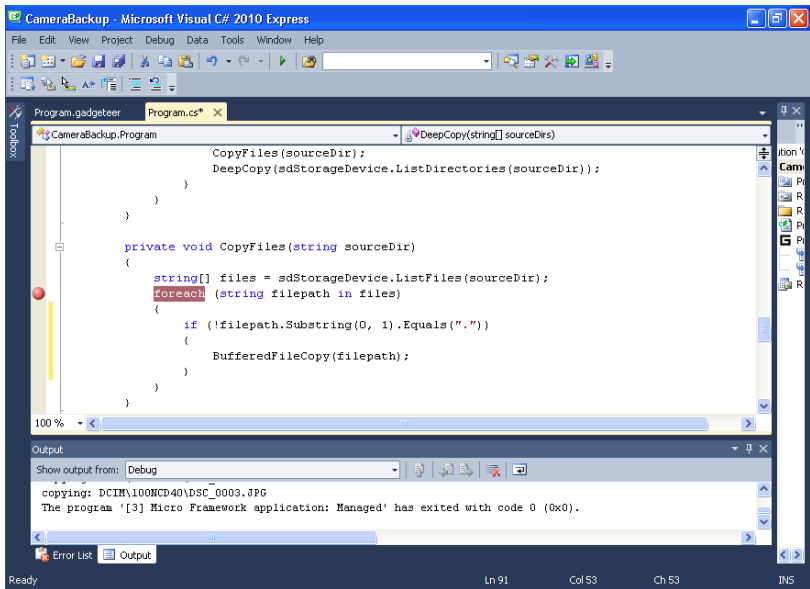 CameraBackup - Microsoft Visual C# 2010 Express
File Edit View Project Debug Data Tools Window Help
Toolbox
Program.gadgeteer Program.cs* ×
CameraBackup.Program DeepCopy(string[] sourceDirs)
CopyFiles(sourceDir);
DeepCopy(sdStorageDevice.ListDirectories(sourceDir));
}
}
}
private void CopyFiles(string sourceDir)
{
string[] files = sdStorageDevice.ListFiles(sourceDir);
foreach (string filepath in files)
{
if (!filepath.Substring(0, 1).Equals("."))
{
BufferedFileCopy(filepath);
}
}
}
100 %
Output
Show output from: Debug
copying: DCIM\100NCD40\DSC_0003.JPG
The program '[3] Micro Framework application: Managed' has exited with code 0 (0x0).
Error List Output
Ready Ln 91 Col 53 Ch 53 INS